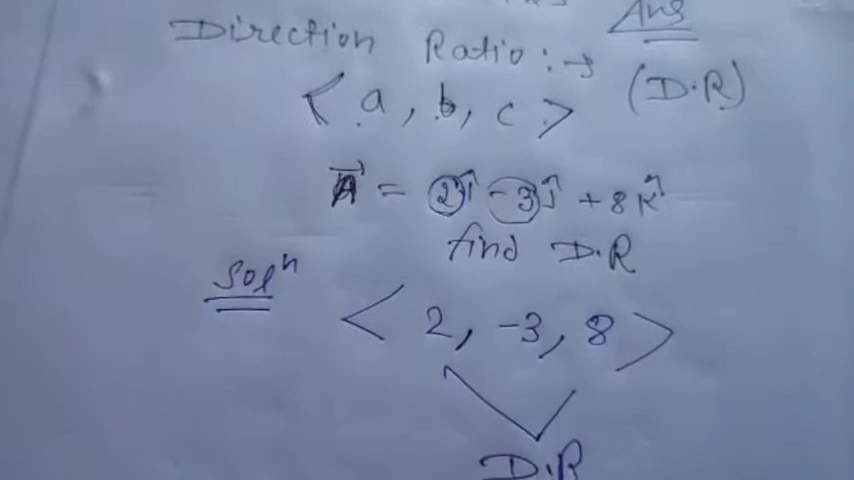 Ans
Direction Ratio :→ (D.R)
< a, b, c >
A⃗ = 2î - 3ĵ + 8k̂
find D.R
Solⁿ
< 2, -3, 8 >
D.R